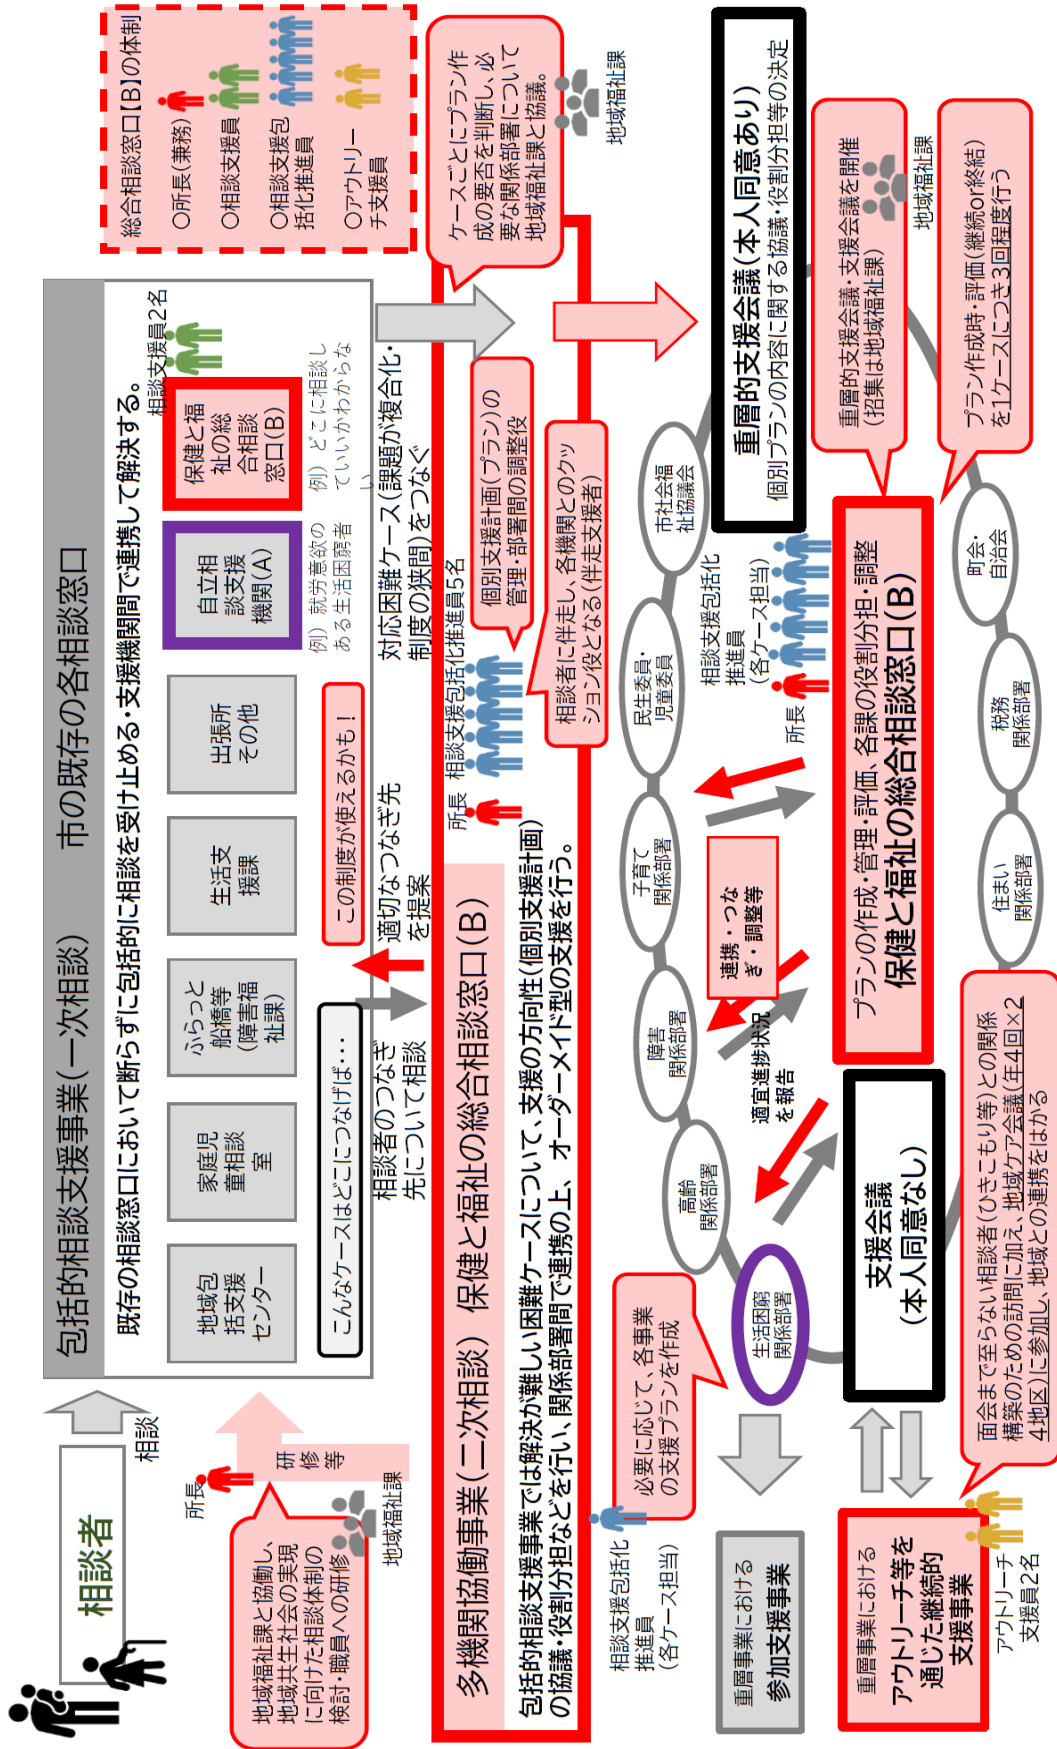 相談者
相談
包括的相談支援事業(一次相談)　市の既存の各相談窓口
既存の相談窓口において断らずに包括的に相談を受け止める・支援機関間で連携して解決する。
地域包
括支援
センター
家庭児
童相談
室
ふらっと
船橋等
(障害福
祉課)
生活支
援課
出張所
その他
自立相
談支援
機関(A)
保健と福
祉の総
合相談
窓口(B)
相談支援員2名
例）就労意欲の
ある生活困窮者
例）どこに相談し
ていいかわからな
い
こんなケースはどこにつなげば・・・
この制度が使えるかも！
総合相談窓口【B】の体制
〇所長(兼務)
〇相談支援員
〇相談支援包
括化推進員
〇アウトリー
チ支援員
所長
研
修
等
地域福祉課と協働し、
地域共生社会の実現
に向けた相談体制の
検討・職員への研修
地域福祉課
相談者のつなぎ
先について相談
適切なつなぎ先
を提案
対応困難ケース(課題が複合化・
制度の狭間)をつなぐ
ケースごとにプラン作
成の要否を判断し、必
要な関係部署について
地域福祉課と協議。
地域福祉課
多機関協働事業(二次相談)　保健と福祉の総合相談窓口(B)
所長
相談支援包括化推進員5名
個別支援計画(プラン)の
管理・部署間の調整役
包括的相談支援事業では解決が難しい困難ケースについて、支援の方向性(個別支援計画)
の協議・役割分担などを行い、関係部署間で連携の上、オーダーメイド型の支援を行う。
相談者に伴走し、各機関とのクッ
ション役となる(伴走支援者)
相談支援包括化
推進員
(各ケース担当)
必要に応じて、各事業
の支援プランを作成
生活困窮
関係部署
高齢
関係部署
障害
関係部署
子育て
関係部署
民生委員・
児童委員
市社会福
祉協議会
重層的支援会議(本人同意あり)
個別プランの内容に関する協議・役割分担等の決定
重層事業における
参加支援事業
適宜進捗状況
を報告
連携・つな
ぎ・調整等
所長
相談支援包括化
推進員
(各ケース担当)
重層的支援会議・支援会議を開催
(招集は地域福祉課)
地域福祉課
重層事業における
アウトリーチ等を
通じた継続的
支援事業
アウトリーチ
支援員2名
支援会議
(本人同意なし)
プランの作成・管理・評価、各課の役割分担・調整
保健と福祉の総合相談窓口(B)
プラン作成時・評価(継続or終結)
を1ケースにつき3回程度行う
面会まで至らない相談者(ひきこもり等)との関係
構築のための訪問に加え、地域ケア会議(年4回×2
4地区)に参加し、地域との連携をはかる
住まい
関係部署
税務
関係部署
町会・
自治会